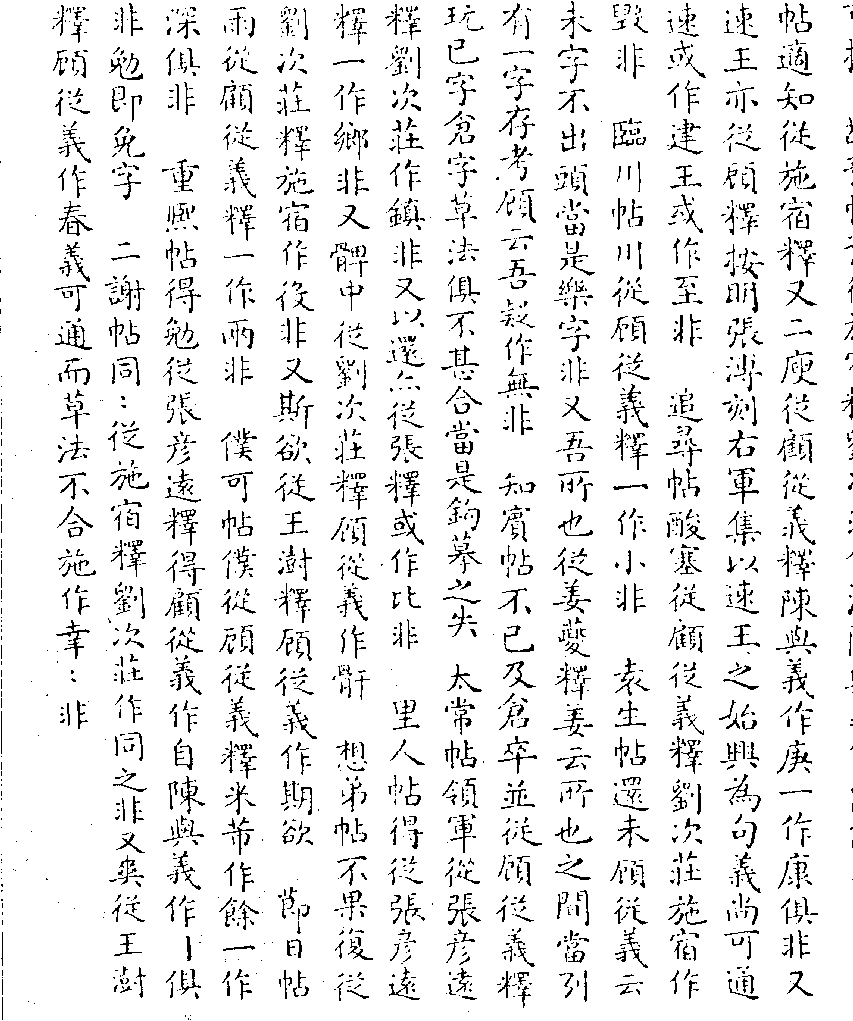 帖適知從施宿釋又二庾從顧從義釋陳與義作庚一作康俱非又
速王亦從顧釋按明張溥刻右軍集以速王之始興為句義尚可通
速或作建王或作至非　追尋帖酸塞從顧從義釋劉次莊施宿作
毀非　臨川帖川從顧從義釋一作小非　袁生帖還未顧從義云
未字不出頭當是樂字非又吾所也從姜夔釋姜云所也之間當列
有一字存考顧云吾疑作無非　知賓帖不已及倉卒並從顧從義釋
玩已字倉字草法俱不甚合當是鉤摹之失　太常帖領軍從張彥遠
釋劉次莊作鎮非又以還無從張釋或作比非　里人帖得從張彥遠
釋一作鄉非又髀中從劉次莊釋顧從義作骭　想弟帖不果復從
劉次莊釋施宿作後非又斯欲從王澍釋顧從義作期欲　節日帖
雨從顧從義釋一作兩非　僕可帖僕從顧從義釋米芾作餘一作
深俱非　重熙帖得勉從張彥遠釋得顧從義作自陳與義作丨俱
非勉即免字　二謝帖同〻從施宿釋劉次莊作同之非又奕從王澍
釋顧從義作春義可通而草法不合施作幸〻非